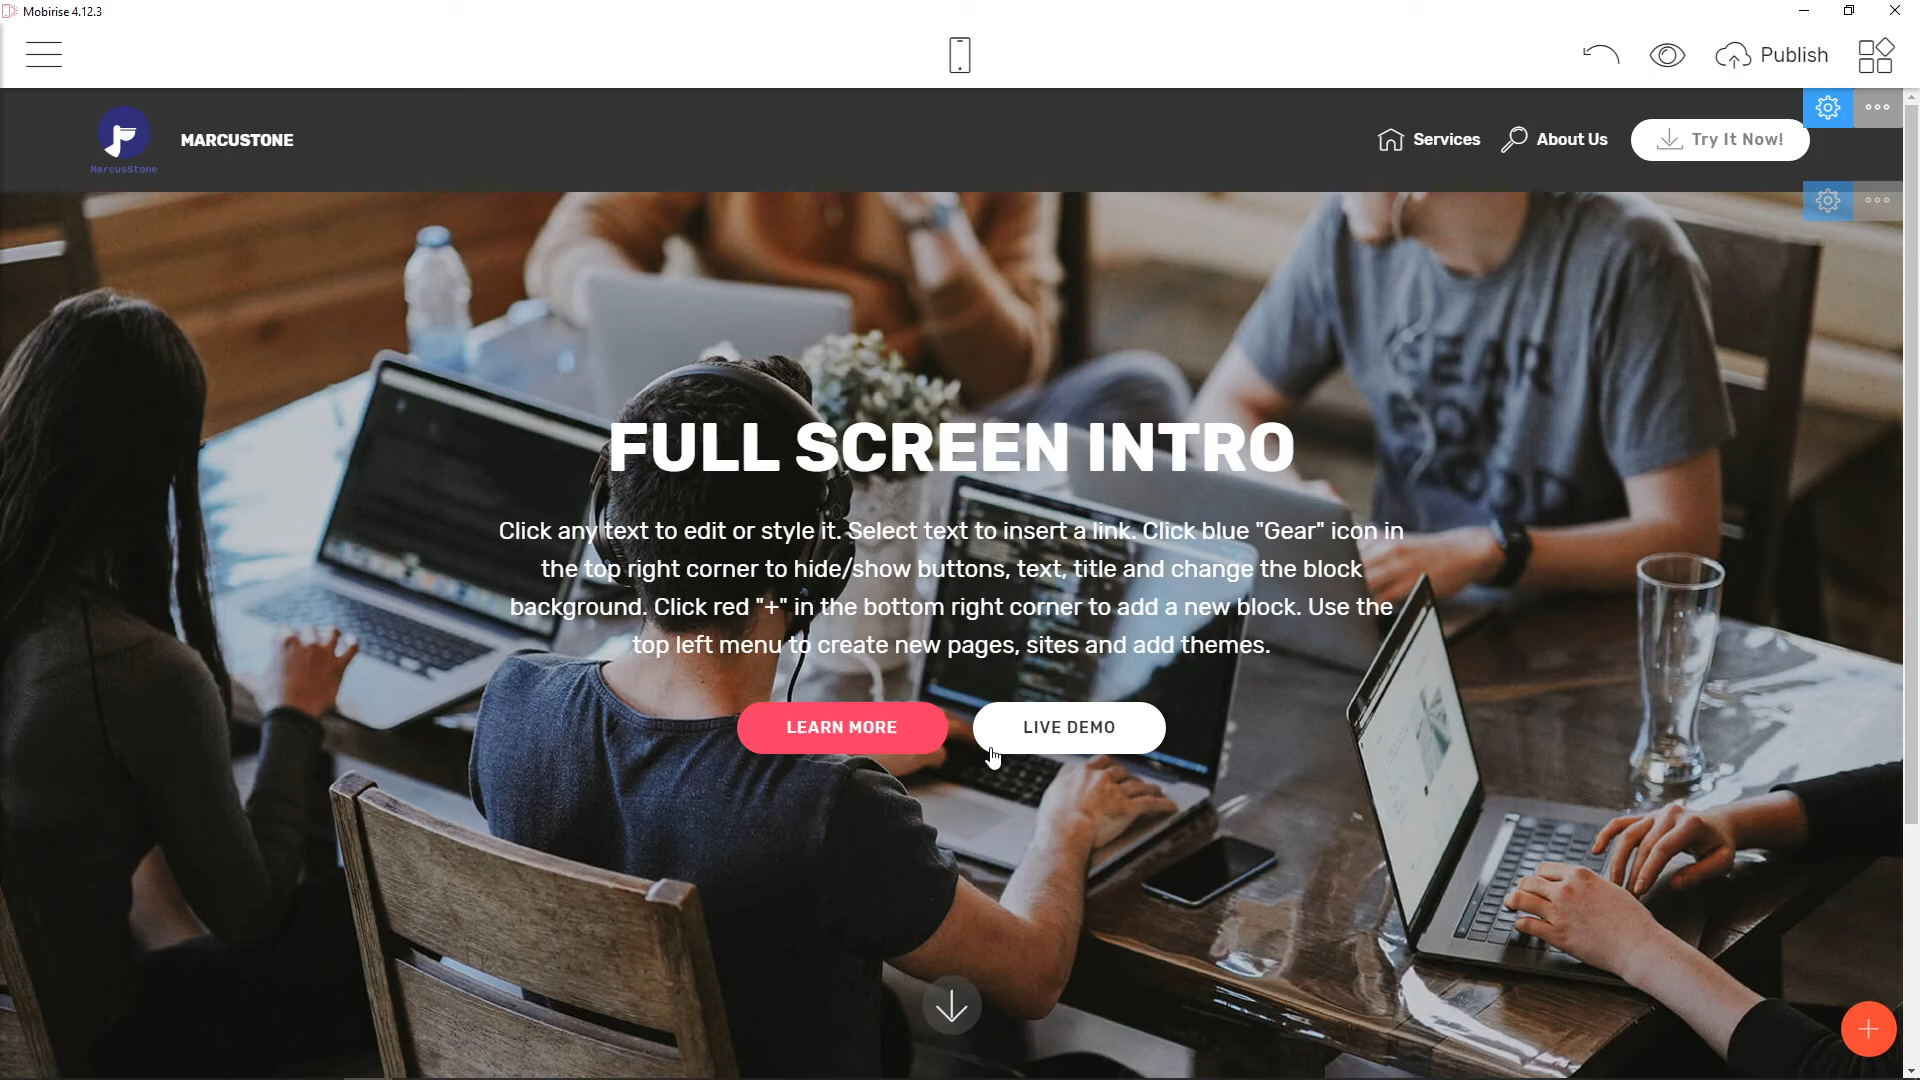 Mobirise 4.12.3
Publish
MarcusStone
MARCUSTONE
Services
About Us
Try It Now!
GEAR
FULL SCREEN INTRO
Click any text to edit or style it. Select text to insert a link. Click blue "Gear" icon in
the top right corner to hide/show buttons, text, title and change the block
background. Click red "+" in the bottom right corner to add a new block. Use the
top left menu to create new pages, sites and add themes.
LEARN MORE
LIVE DEMO